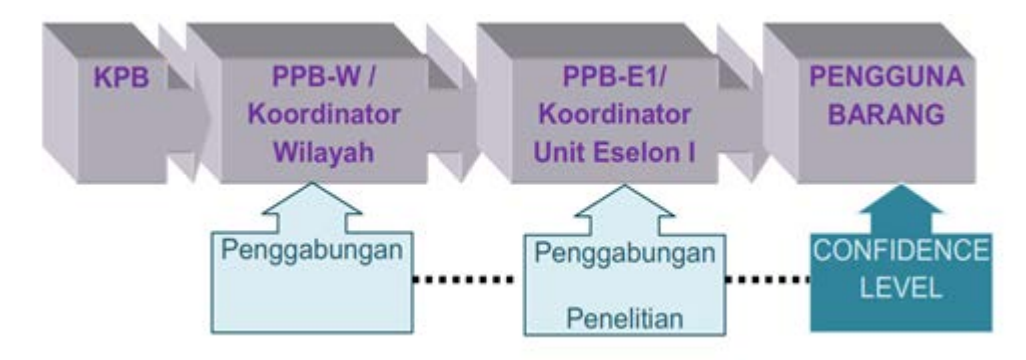 KPB
PPB-W /
Koordinator
Wilayah
PPB-E1/
Koordinator
Unit Eselon I
PENGGUNA
BARANG
Penggabungan
Penggabungan
Penelitian
CONFIDENCE
LEVEL